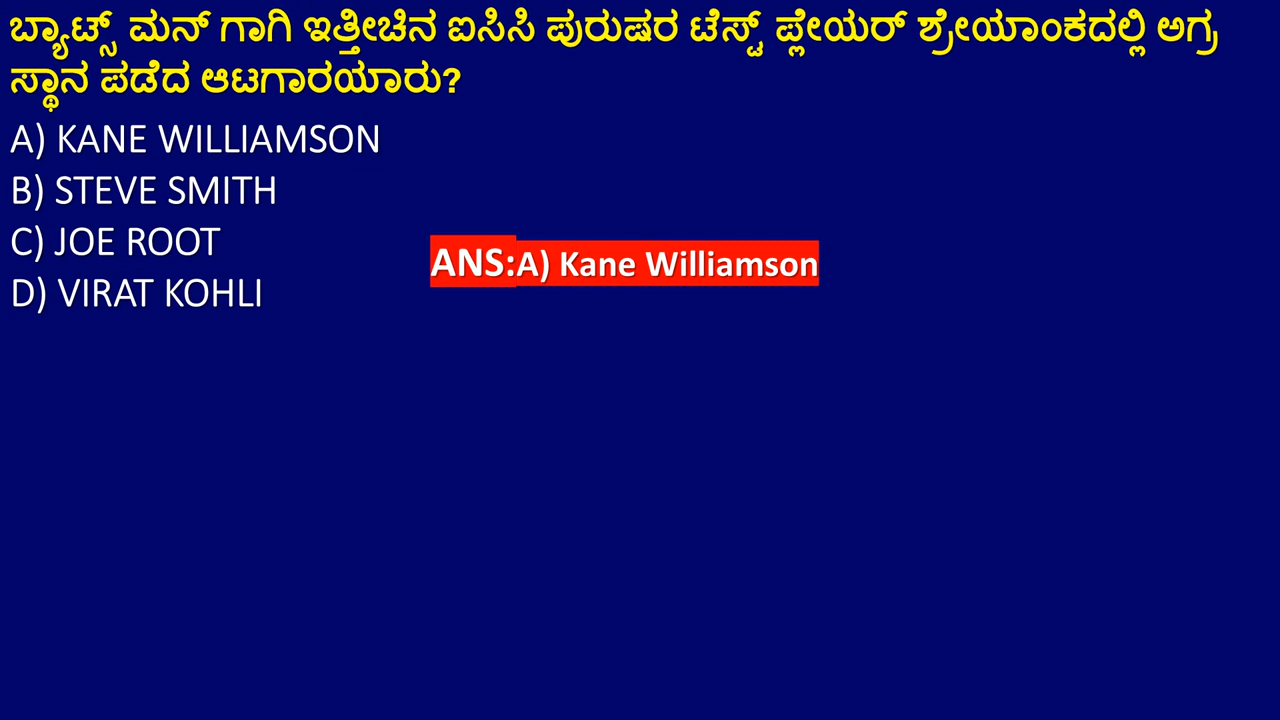 ಬ್ಯಾಟ್ಸ್ ಮನ್ ಗಾಗಿ ಇತ್ತೀಚಿನ ಐಸಿಸಿ ಪುರುಷರ ಟೆಸ್ಟ್ ಪ್ಲೇಯರ್ ಶ್ರೇಯಾಂಕದಲ್ಲಿ ಅಗ್ರ
ಸ್ಥಾನ ಪಡೆದ ಆಟಗಾರಯಾರು?
A) KANE WILLIAMSON
B) STEVE SMITH
C) JOE ROOT
D) VIRAT KOHLI
ANS:A) Kane Williamson